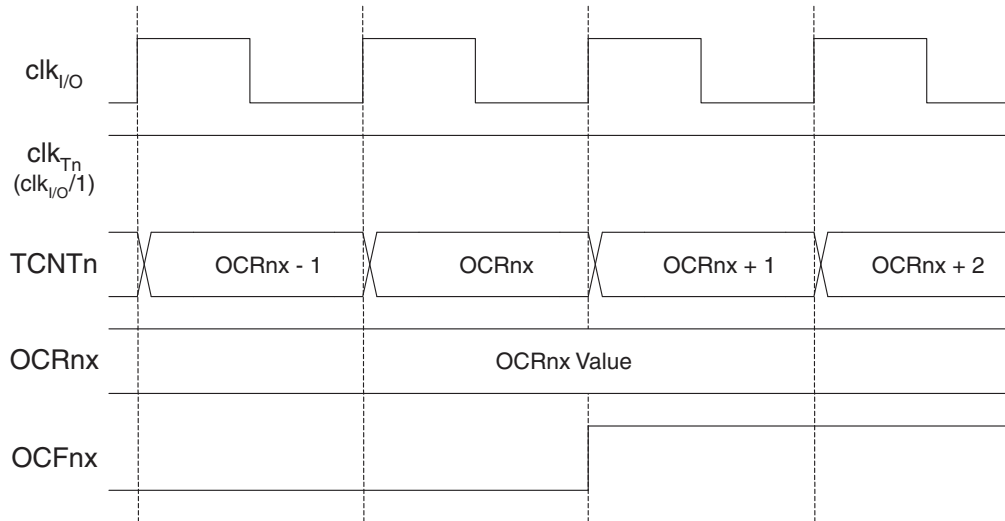 clkI/O
clkTn
(clkI/O/1)
TCNTn
OCRnx - 1
OCRnx
OCRnx + 1
OCRnx + 2
OCRnx
OCRnx Value
OCFnx